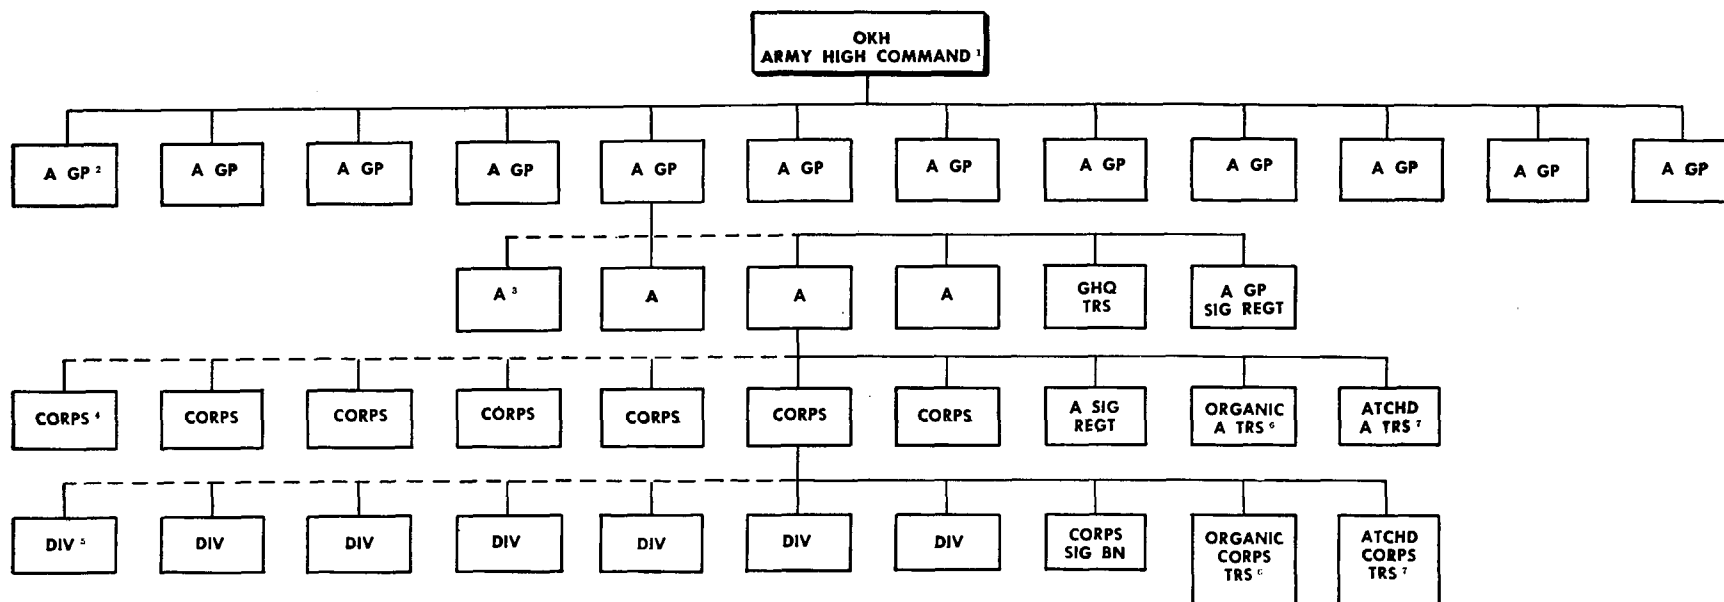 OKH
ARMY HIGH COMMAND ¹
A GP ²
A GP
A GP
A GP
A GP
A GP
A GP
A GP
A GP
A GP
A GP
A GP
A ³
A
A
A
GHQ
TRS
A GP
SIG REGT
CORPS ⁴
CORPS
CORPS
CORPS
CORPS
CORPS
CORPS
A SIG
REGT
ORGANIC
A TRS ⁶
ATCHD
A TRS ⁷
DIV ⁵
DIV
DIV
DIV
DIV
DIV
DIV
CORPS
SIG BN
ORGANIC
CORPS
TRS ⁶
ATCHD
CORPS
TRS ⁷